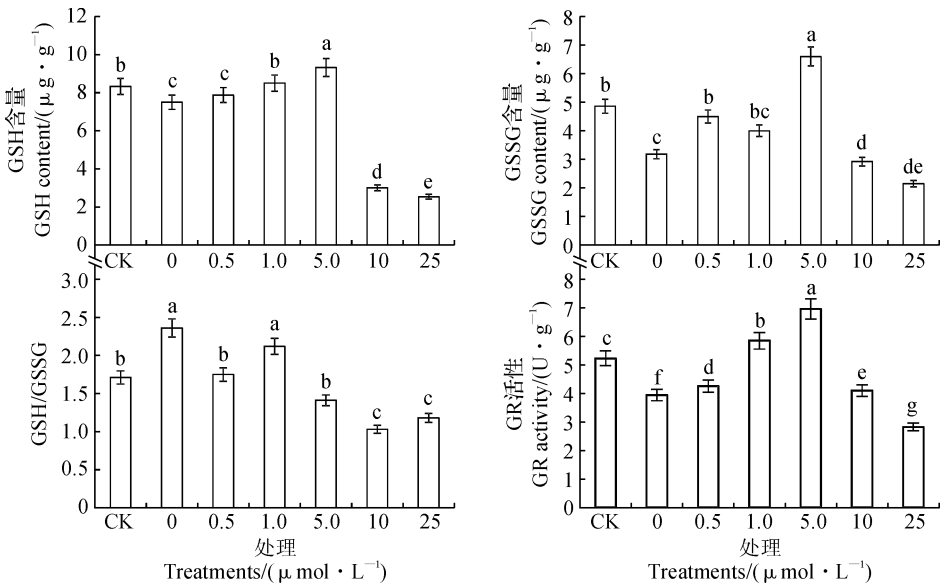 GSH含量
GSH content/(μg·g⁻¹)
12
10
8
6
4
2
0
b
c
c
b
a
d
e
CK
0
0.5
1.0
5.0
10
25
GSSG含量
GSSG content/(μg·g⁻¹)
8
7
6
5
4
3
2
1
0
b
c
b
bc
a
d
de
CK
0
0.5
1.0
5.0
10
25
GSH/GSSG
3.0
2.5
2.0
1.5
1.0
0.5
0
b
a
b
a
b
c
c
CK
0
0.5
1.0
5.0
10
25
处理
Treatments/(μmol·L⁻¹)
GR活性
GR activity/(U·g⁻¹)
8
7
6
5
4
3
2
1
0
c
f
d
b
a
e
g
CK
0
0.5
1.0
5.0
10
25
处理
Treatments/(μmol·L⁻¹)